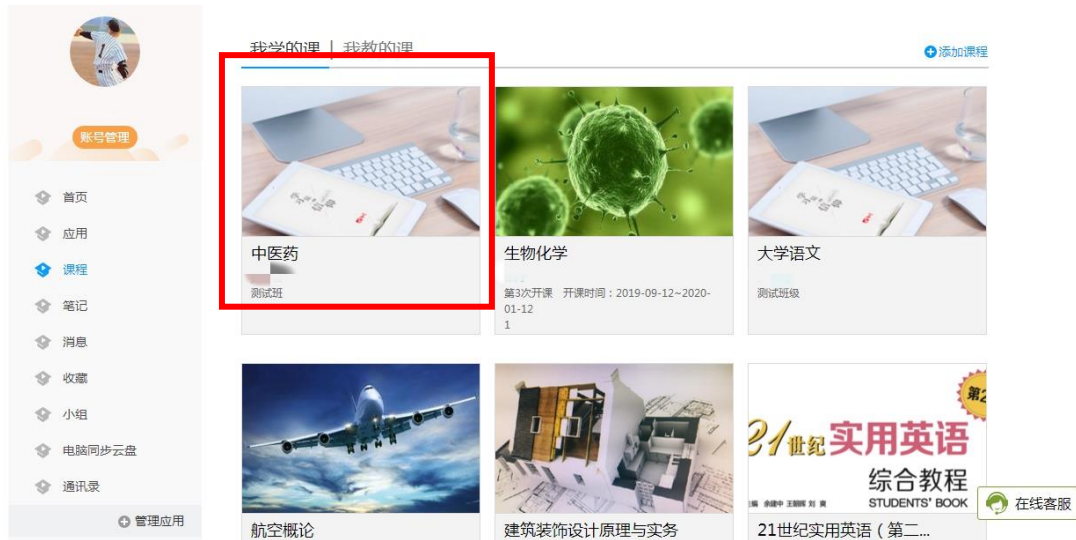 我学的课 | 我教的课
添加课程
账号管理
首页
应用
课程
笔记
消息
收藏
小组
电脑同步云盘
通讯录
管理应用
中医药
测试班
生物化学
第3次开课 开课时间：2019-09-12~2020-
01-12
1
大学语文
测试班级
航空概论
建筑装饰设计原理与实务
第2
21世纪实用英语
综合教程
STUDENTS' BOOK
21世纪实用英语（第二...
在线客服